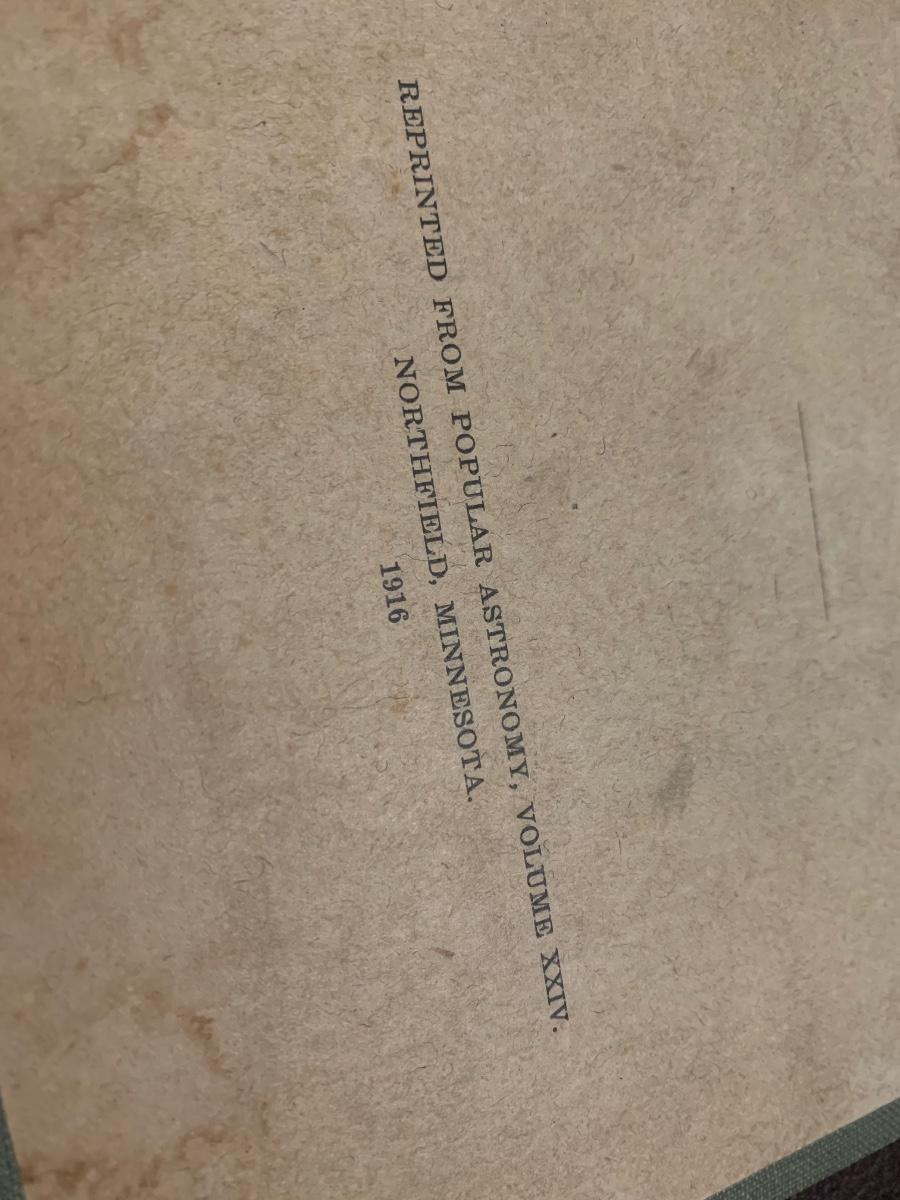 REPRINTED FROM POPULAR ASTRONOMY, VOLUME XXIV.
NORTHFIELD, MINNESOTA.
1916